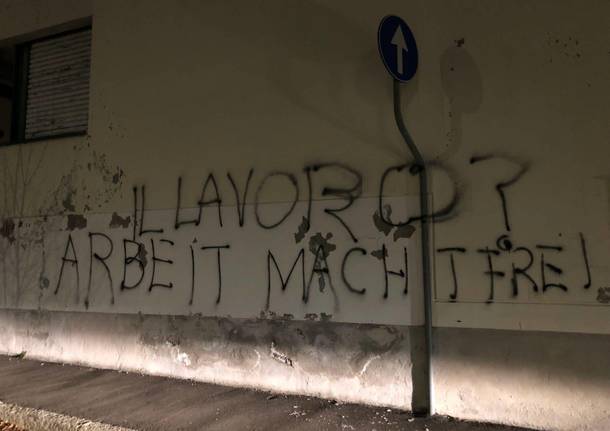 IL LAVORO?
ARBEIT MACHT FREI